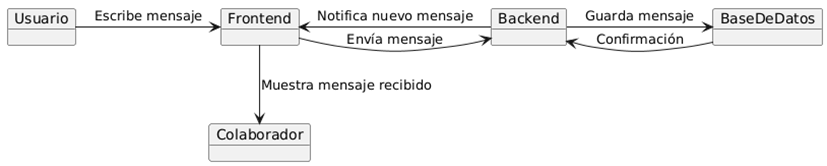 Usuario
Escribe mensaje
Frontend
Notifica nuevo mensaje
Envía mensaje
Backend
Guarda mensaje
Confirmación
BaseDeDatos
Muestra mensaje recibido
Colaborador